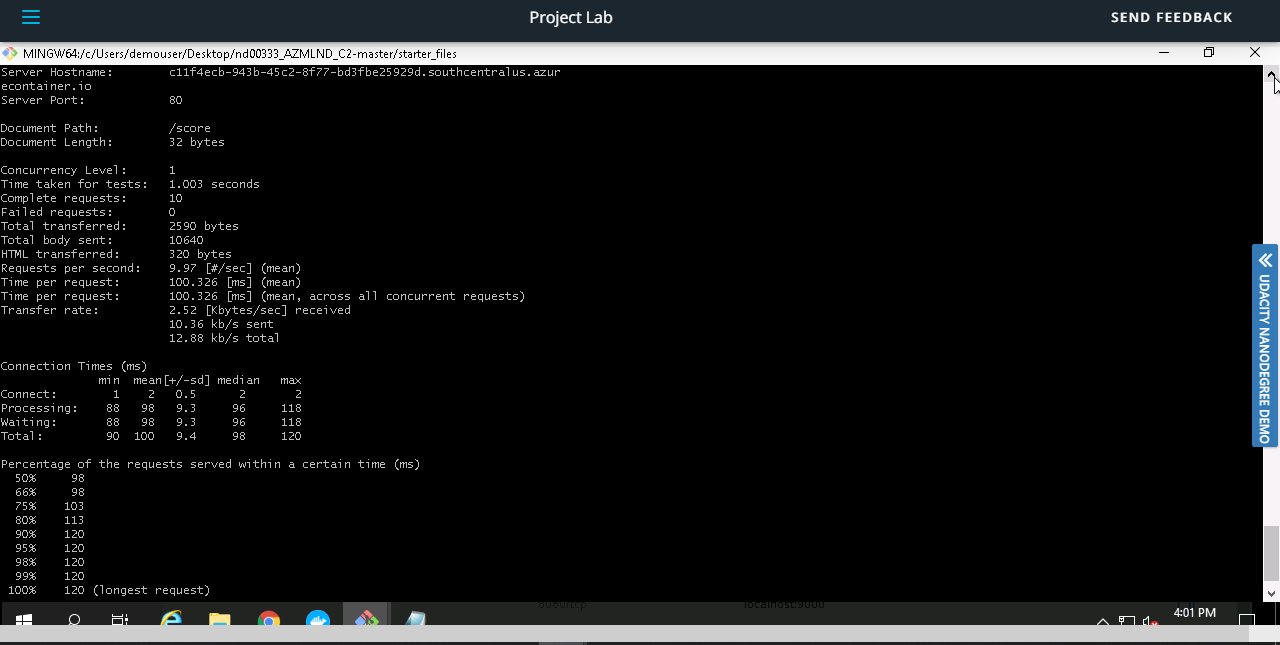 Project Lab
SEND FEEDBACK
MINGW64:/c/Users/demouser/Desktop/nd00333_AZMLND_C2-master/starter_files
Server Hostname: c11f4ecb-943b-45c2-8f77-bd3fbe25929d.southcentralus.azur
econtainer.io
Server Port: 80
Document Path: /score
Document Length: 32 bytes
Concurrency Level: 1
Time taken for tests: 1.003 seconds
Complete requests: 10
Failed requests: 0
Total transferred: 2590 bytes
Total body sent: 10640
HTML transferred: 320 bytes
Requests per second: 9.97 [#/sec] (mean)
Time per request: 100.326 [ms] (mean)
Time per request: 100.326 [ms] (mean, across all concurrent requests)
Transfer rate: 2.52 [Kbytes/sec] received
10.36 kb/s sent
12.88 kb/s total
Connection Times (ms)
min mean[+/-sd] median max
Connect: 1 2 0.5 2 2
Processing: 88 98 9.3 96 118
Waiting: 88 98 9.3 96 118
Total: 90 100 9.4 98 120
Percentage of the requests served within a certain time (ms)
50% 98
66% 98
75% 103
80% 113
90% 120
95% 120
98% 120
99% 120
100% 120 (longest request)
UDACITY NANODEGREE DEMO
8080/tcp
localhost:9000
4:01 PM